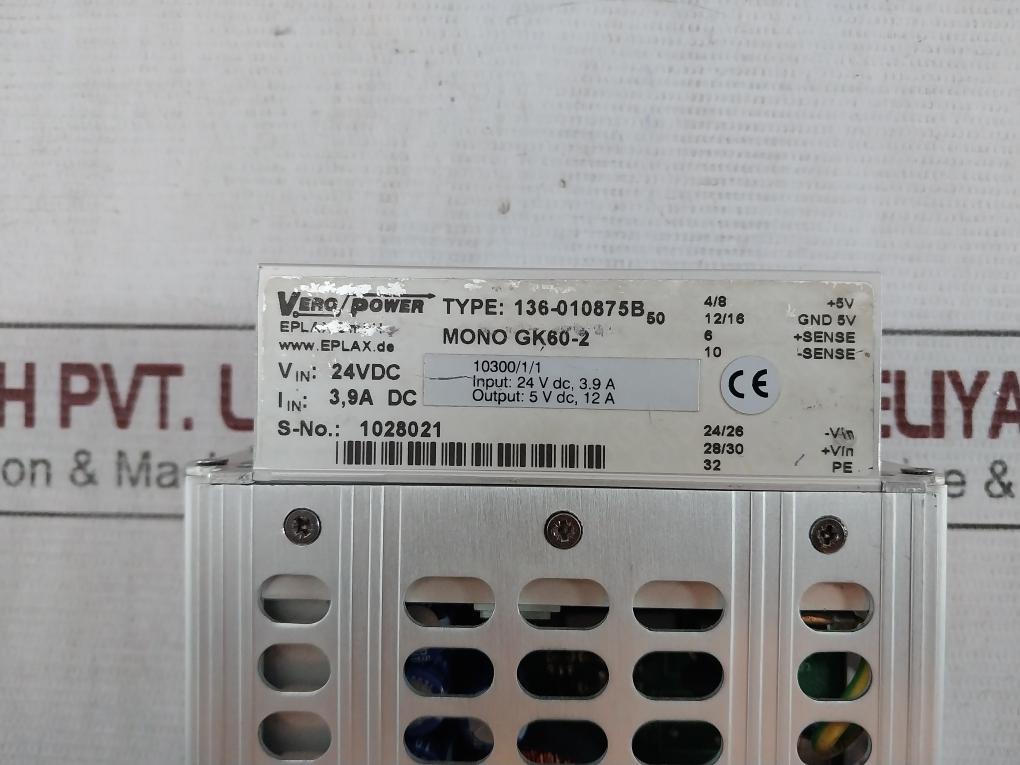 VERO/POWER
EPLAX
www.EPLAX.de
TYPE: 136-010875B50
MONO GK60-2
VIN: 24VDC
IIN: 3,9A DC
10300/1/1
Input: 24 V dc, 3.9 A
Output: 5 V dc, 12 A
S-No.: 1028021
4/8 +5V
12/16 GND 5V
6 +SENSE
10 -SENSE
CE
24/26 -Vin
28/30 +Vin
32 PE
H PVT.
ELIYA
on & Ma
e &